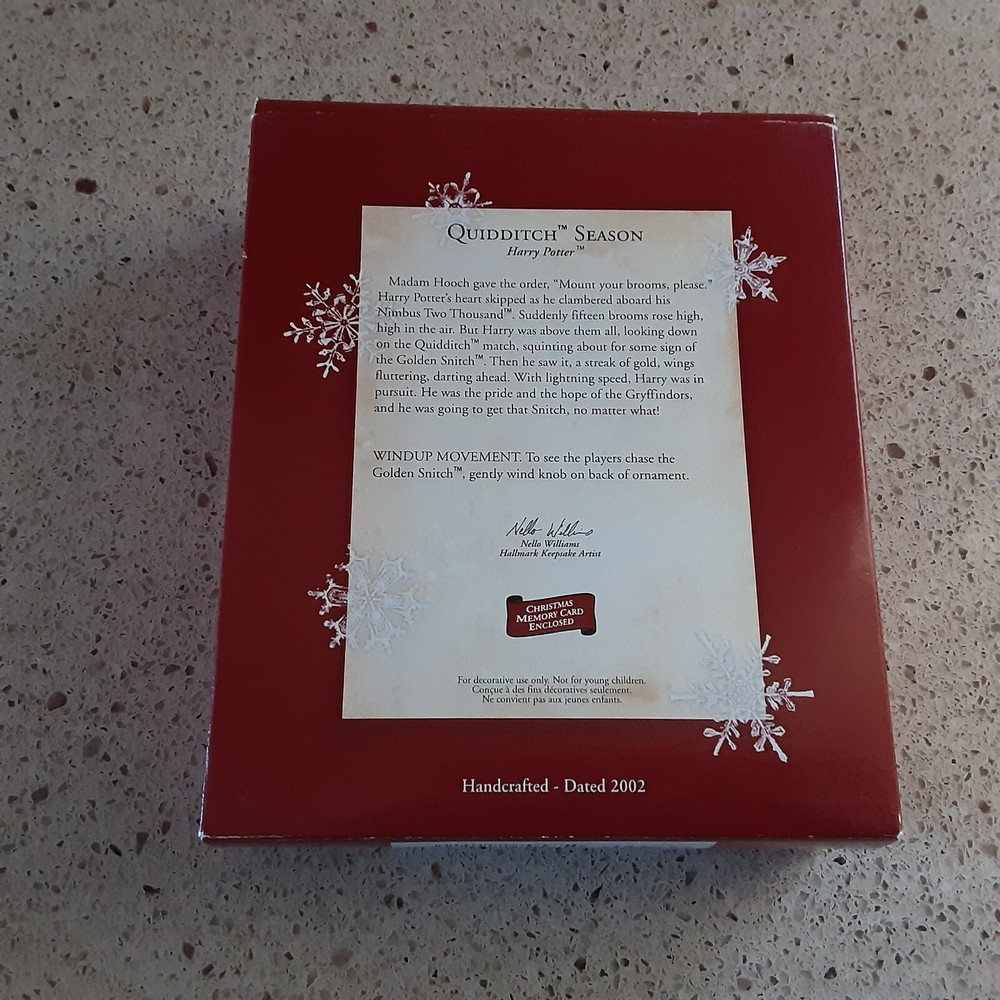 QUIDDITCH™ SEASON
Harry Potter™
Madam Hooch gave the order, “Mount your brooms, please.”
Harry Potter's heart skipped as he clambered aboard his
Nimbus Two Thousand™. Suddenly fifteen brooms rose high,
high in the air. But Harry was above them all, looking down
on the Quidditch™ match, squinting about for some sign of
the Golden Snitch™. Then he saw it, a streak of gold, wings
fluttering, darting ahead. With lightning speed, Harry was in
pursuit. He was the pride and the hope of the Gryffindors,
and he was going to get that Snitch, no matter what!
WINDUP MOVEMENT. To see the players chase the
Golden Snitch™, gently wind knob on back of ornament.
Nello Williams
Nello Williams
Hallmark Keepsake Artist
CHRISTMAS
MEMORY CARD
ENCLOSED
For decorative use only. Not for young children.
Conçue à des fins décoratives seulement.
Ne convient pas aux jeunes enfants.
Handcrafted - Dated 2002